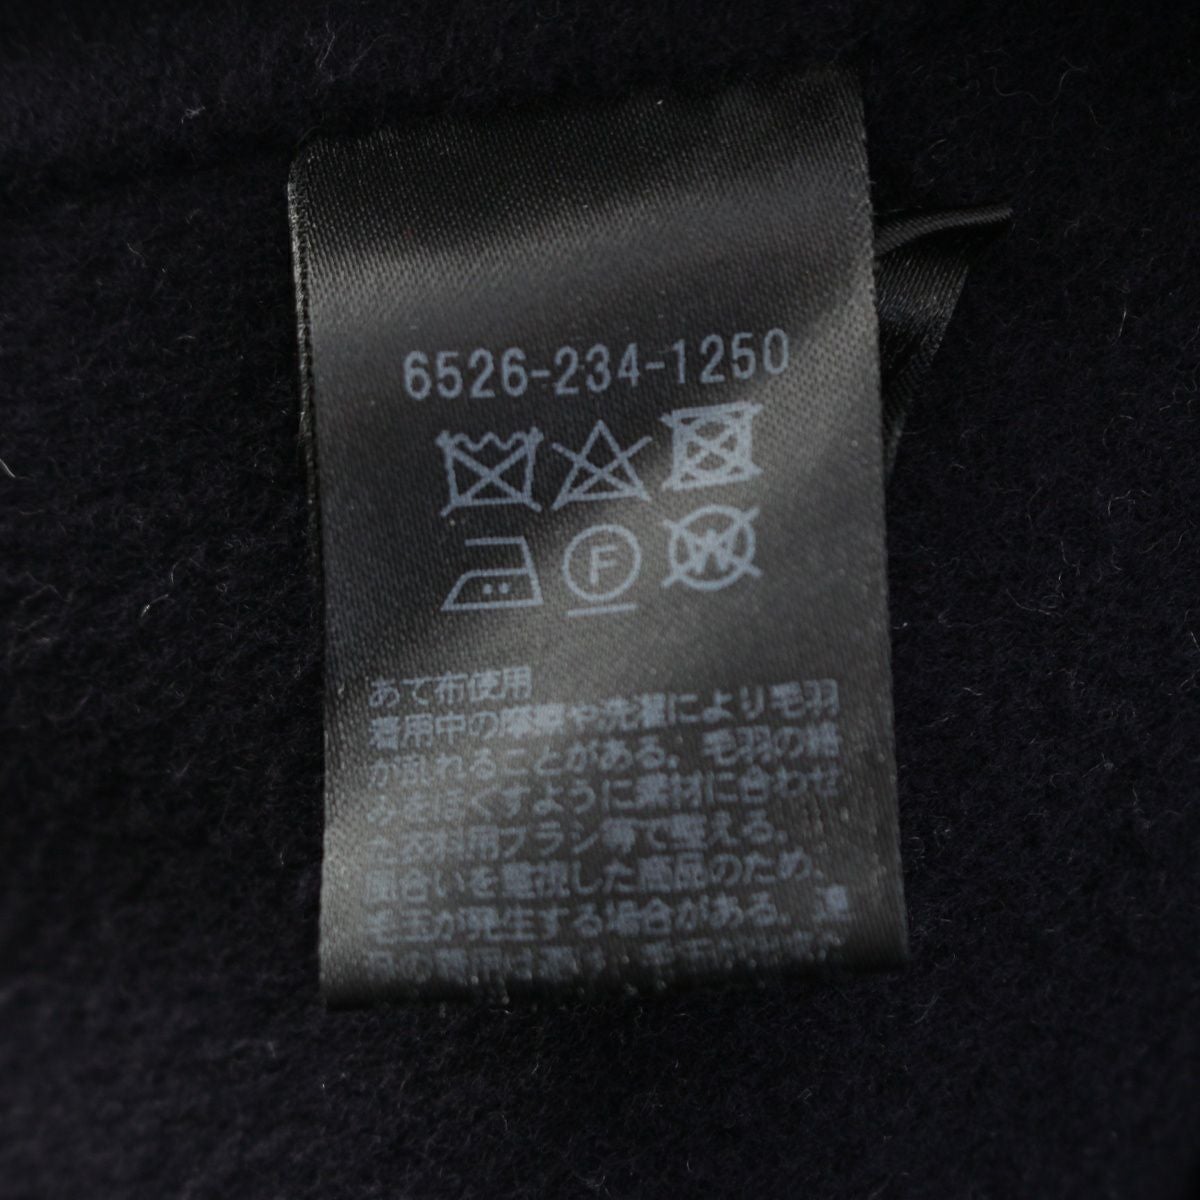 6526-234-1250
F
W
あて布使用
着用中の摩擦や洗濯により毛羽
が乱れることがある。毛羽の絡
みをほぐすように素材に合わせ
衣料用ブラシ等で整える。
風合いを重視した商品のため、
毛玉が発生する場合がある。